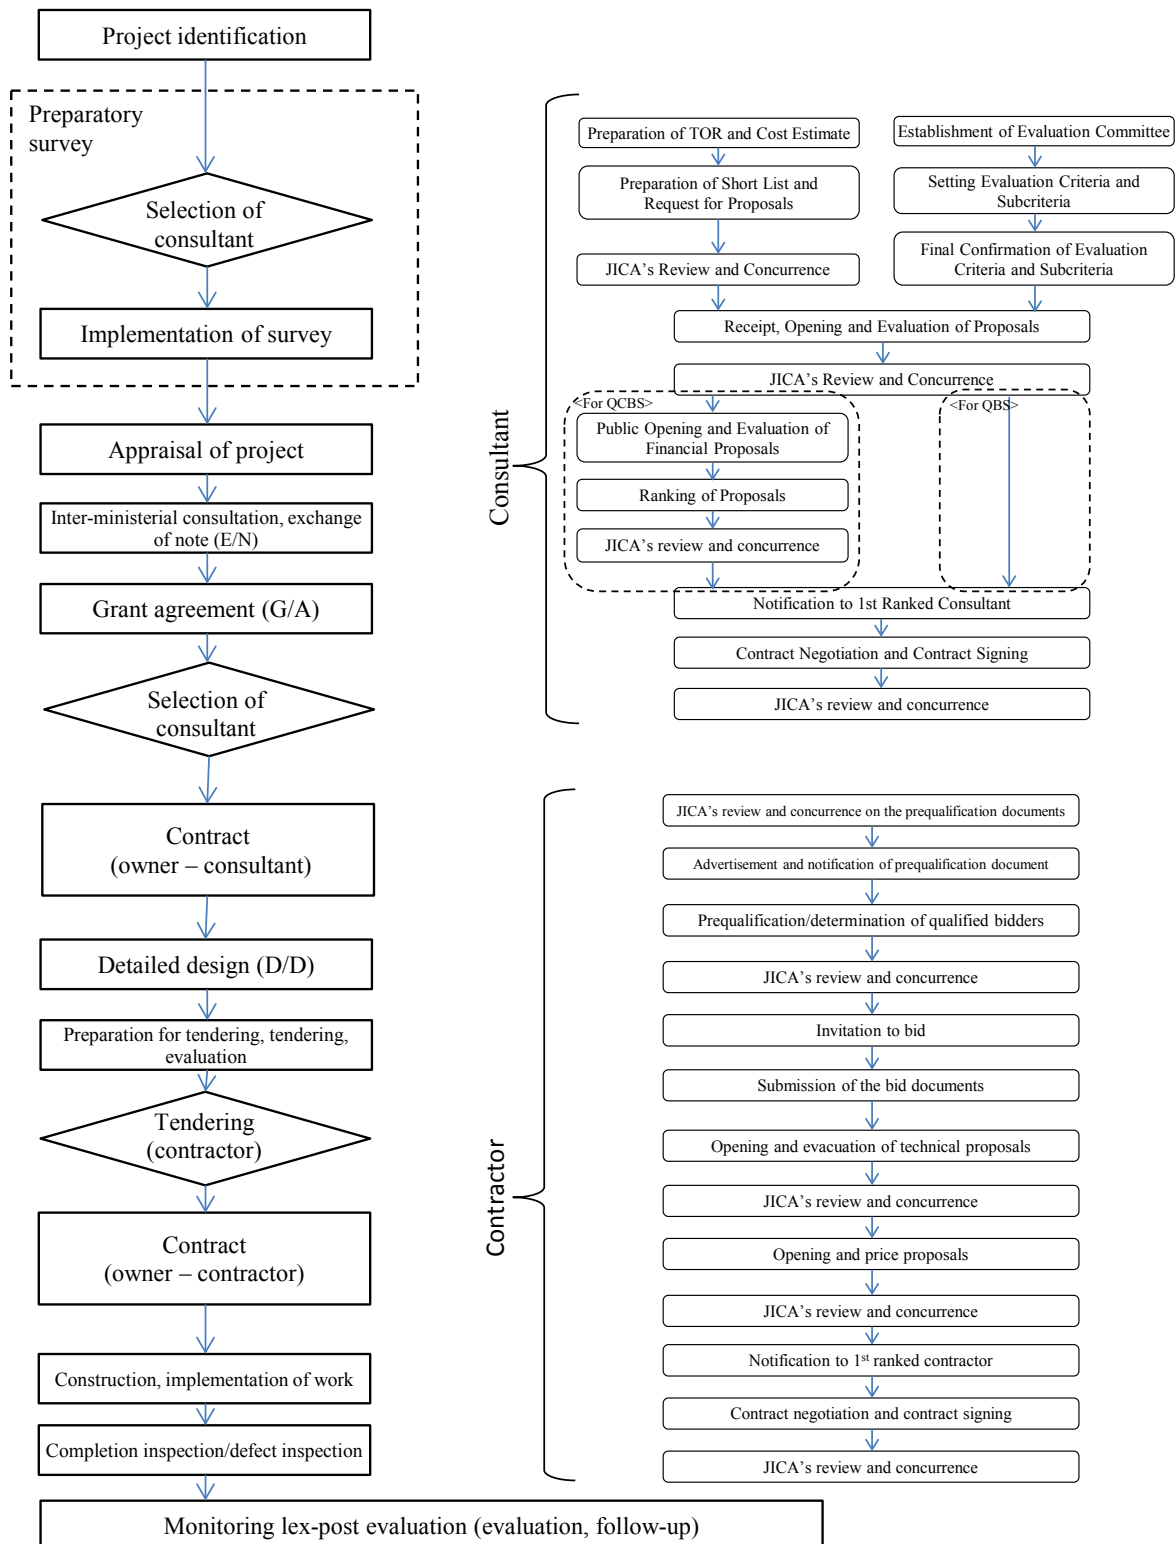 Project identification
Preparatory
survey
Selection of
consultant
Implementation of survey
Appraisal of project
Inter-ministerial consultation, exchange
of note (E/N)
Grant agreement (G/A)
Selection of
consultant
Contract
(owner – consultant)
Detailed design (D/D)
Preparation for tendering, tendering,
evaluation
Tendering
(contractor)
Contract
(owner – contractor)
Construction, implementation of work
Completion inspection/defect inspection
Monitoring lex-post evaluation (evaluation, follow-up)
Consultant
Preparation of TOR and Cost Estimate
Preparation of Short List and
Request for Proposals
JICA's Review and Concurrence
Establishment of Evaluation Committee
Setting Evaluation Criteria and
Subcriteria
Final Confirmation of Evaluation
Criteria and Subcriteria
Receipt, Opening and Evaluation of Proposals
JICA's Review and Concurrence
<For QCBS>
Public Opening and Evaluation of
Financial Proposals
Ranking of Proposals
JICA's review and concurrence
<For QBS>
Notification to 1st Ranked Consultant
Contract Negotiation and Contract Signing
JICA's review and concurrence
Contractor
JICA's review and concurrence on the prequalification documents
Advertisement and notification of prequalification document
Prequalification/determination of qualified bidders
JICA's review and concurrence
Invitation to bid
Submission of the bid documents
Opening and evacuation of technical proposals
JICA's review and concurrence
Opening and price proposals
JICA's review and concurrence
Notification to 1st ranked contractor
Contract negotiation and contract signing
JICA's review and concurrence